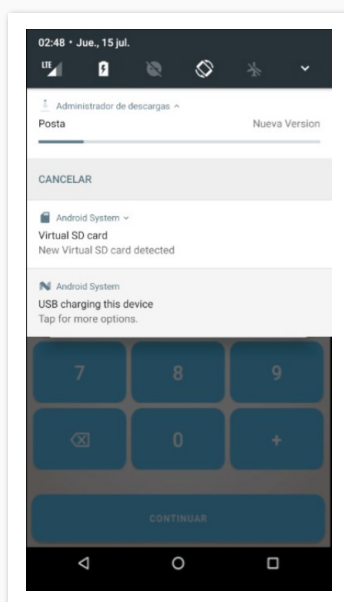 02:48 • Jue., 15 jul.
LTE
Administrador de descargas
Posta Nueva Version
CANCELAR
Android System
Virtual SD card
New Virtual SD card detected
Android System
USB charging this device
Tap for more options.
7 8 9
0 +
CONTINUAR